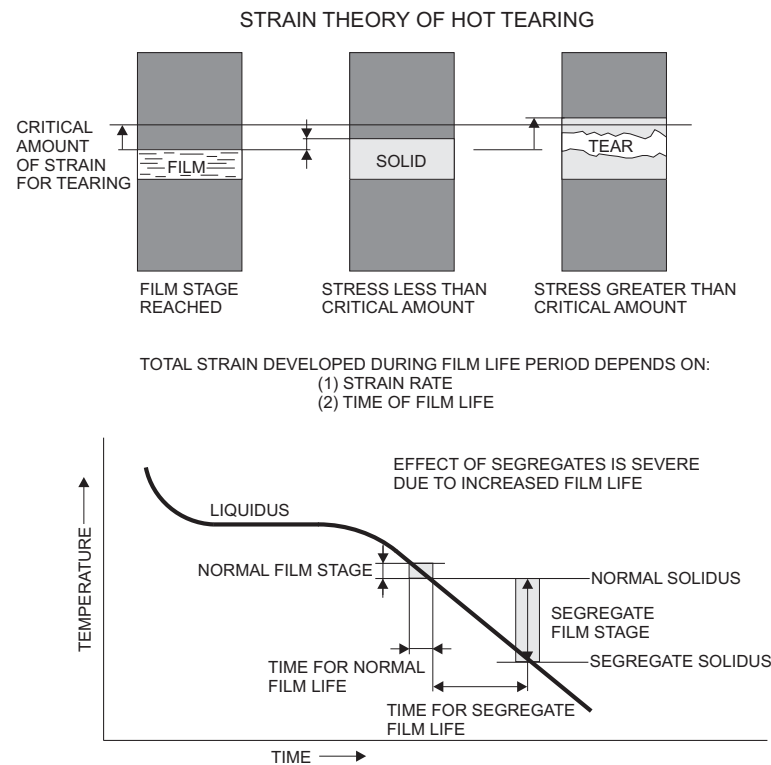 STRAIN THEORY OF HOT TEARING
CRITICAL
AMOUNT
OF STRAIN
FOR TEARING
FILM
SOLID
TEAR
FILM STAGE
REACHED
STRESS LESS THAN
CRITICAL AMOUNT
STRESS GREATER THAN
CRITICAL AMOUNT
TOTAL STRAIN DEVELOPED DURING FILM LIFE PERIOD DEPENDS ON:
(1) STRAIN RATE
(2) TIME OF FILM LIFE
EFFECT OF SEGREGATES IS SEVERE
DUE TO INCREASED FILM LIFE
LIQUIDUS
TEMPERATURE
NORMAL FILM STAGE
NORMAL SOLIDUS
SEGREGATE
FILM STAGE
SEGREGATE SOLIDUS
TIME FOR NORMAL
FILM LIFE
TIME FOR SEGREGATE
FILM LIFE
TIME